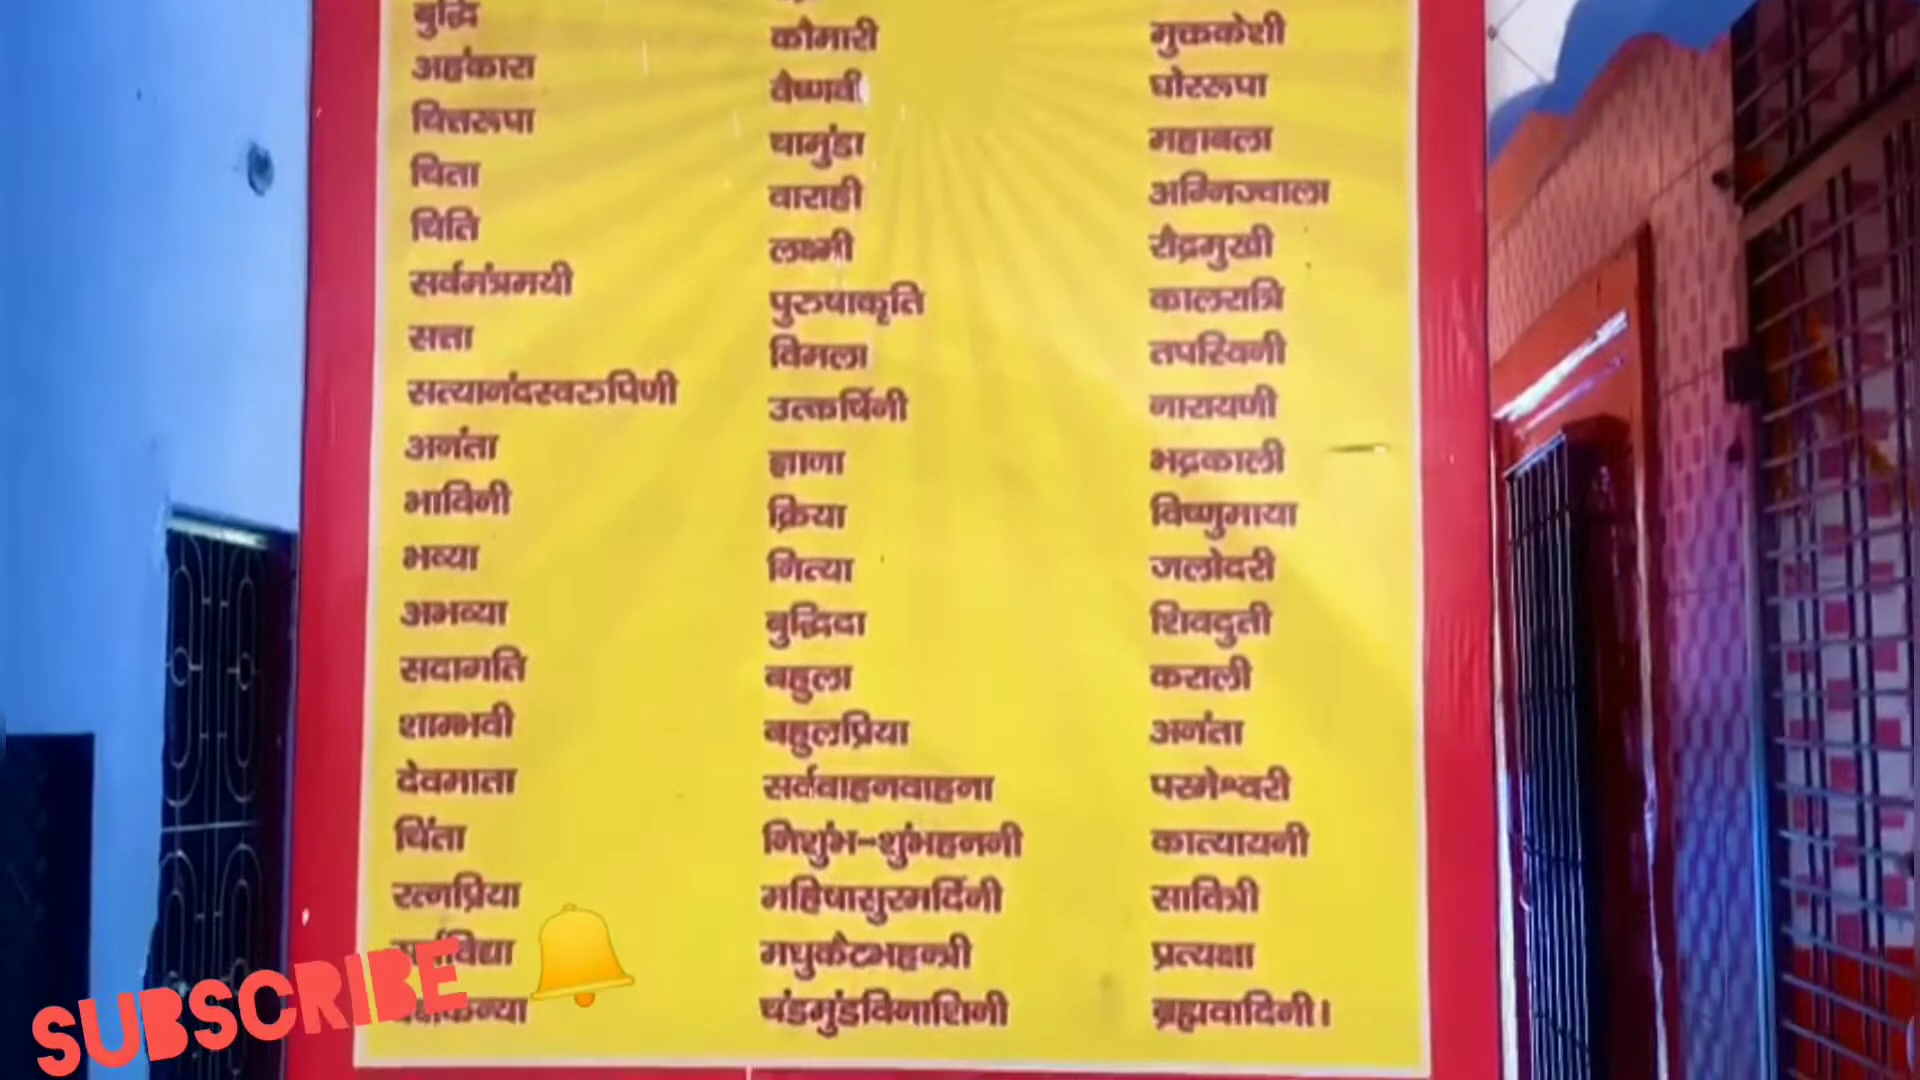 बुद्धि
अहंकारा
चित्तरूपा
चिता
चिति
सर्वमंत्रमयी
सत्ता
सत्यानंदस्वरुपिणी
अनंता
भाविनी
भव्या
अभव्या
सदागति
शाम्भवी
देवमाता
चिंता
रत्नप्रिया
कौमारी
वैष्णवी
चामुंडा
वाराही
लक्ष्मी
पुरुषाकृति
विमला
उत्कर्षिनी
ज्ञाना
क्रिया
नित्या
बुद्धिदा
बहुला
बहुलप्रिया
सर्ववाहनवाहना
निशुंभ-शुंभहननी
महिषासुरमर्दिनी
मधुकैटभहन्त्री
चंडमुंडविनाशिनी
मुक्तकेशी
घोररूपा
महाबला
अग्निज्वाला
रौद्रमुखी
कालरात्रि
तपस्विनी
नारायणी
भद्रकाली
विष्णुमाया
जलोदरी
शिवदुती
कराली
अनंता
परमेश्वरी
कात्यायनी
सावित्री
प्रत्यक्षा
ब्रह्मवादिनी।
SUBSCRIBE